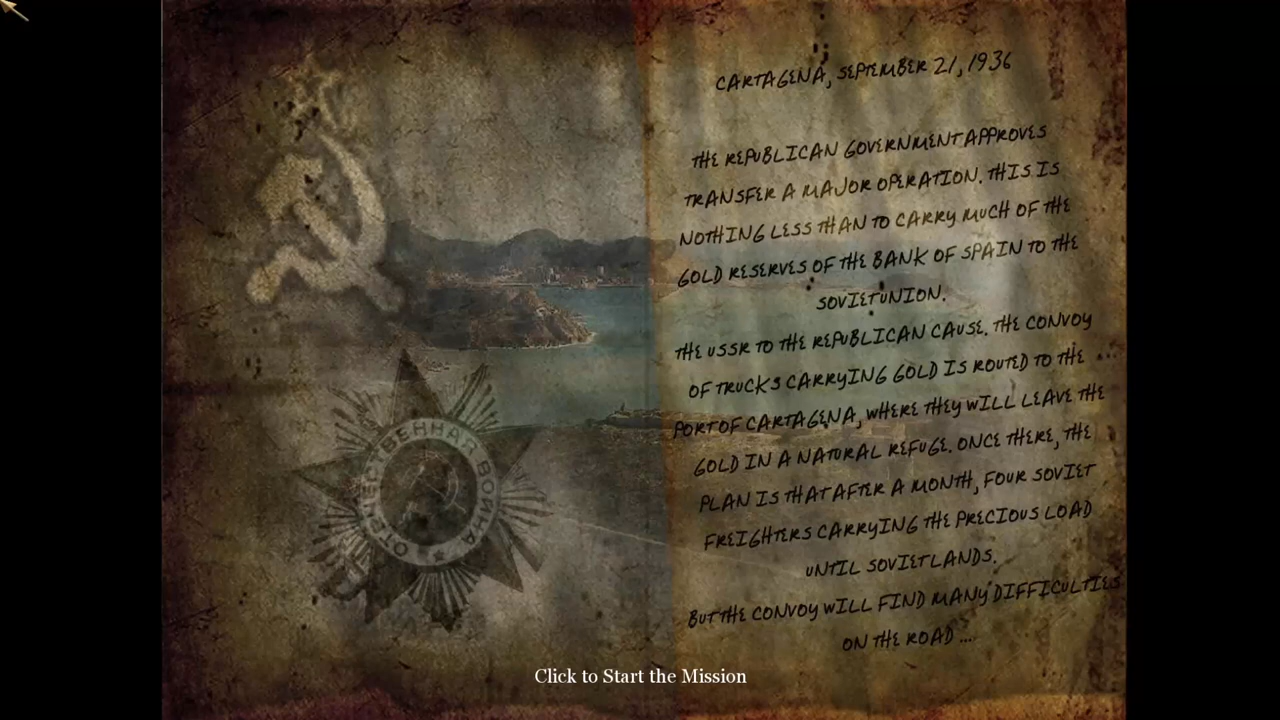 CARTAGENA, SEPTEMBER 21, 1936
THE REPUBLICAN GOVERNMENT APPROVES
TRANSFER A MAJOR OPERATION. THIS IS
NOTHING LESS THAN TO CARRY MUCH OF THE
GOLD RESERVES OF THE BANK OF SPAIN TO THE
SOVIET UNION.
THE USSR TO THE REPUBLICAN CAUSE. THE CONVOY
OF TRUCKS CARRYING GOLD IS ROUTED TO THE
PORT OF CARTAGENA, WHERE THEY WILL LEAVE THE
GOLD IN A NATURAL REFUGE. ONCE THERE, THE
PLAN IS THAT AFTER A MONTH, FOUR SOVIET
FREIGHTERS CARRYING THE PRECIOUS LOAD
UNTIL SOVIET LANDS.
BUT THE CONVOY WILL FIND MANY DIFFICULTIES
ON THE ROAD ...
ОТЕЧЕСТВЕННАЯ ВОЙНА
Click to Start the Mission